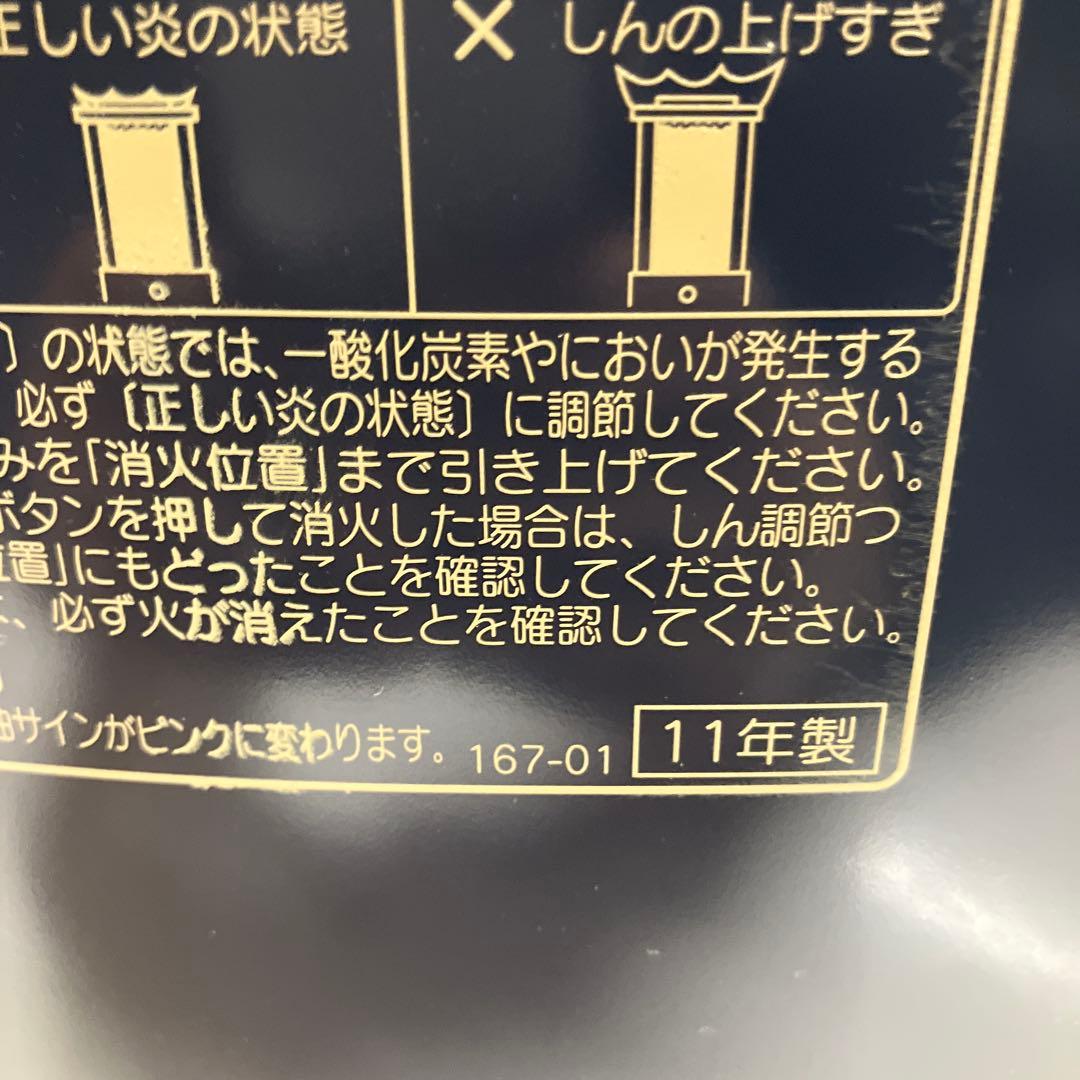 正しい炎の状態
× しんの上げすぎ
〕の状態では、一酸化炭素やにおいが発生する
必ず〔正しい炎の状態〕に調節してください。
みを「消火位置」まで引き上げてください。
ボタンを押して消火した場合は、しん調節つ
位置」にもどったことを確認してください。
、必ず火が消えたことを確認してください。
油サインがピンクに変わります。 167-01 11年製